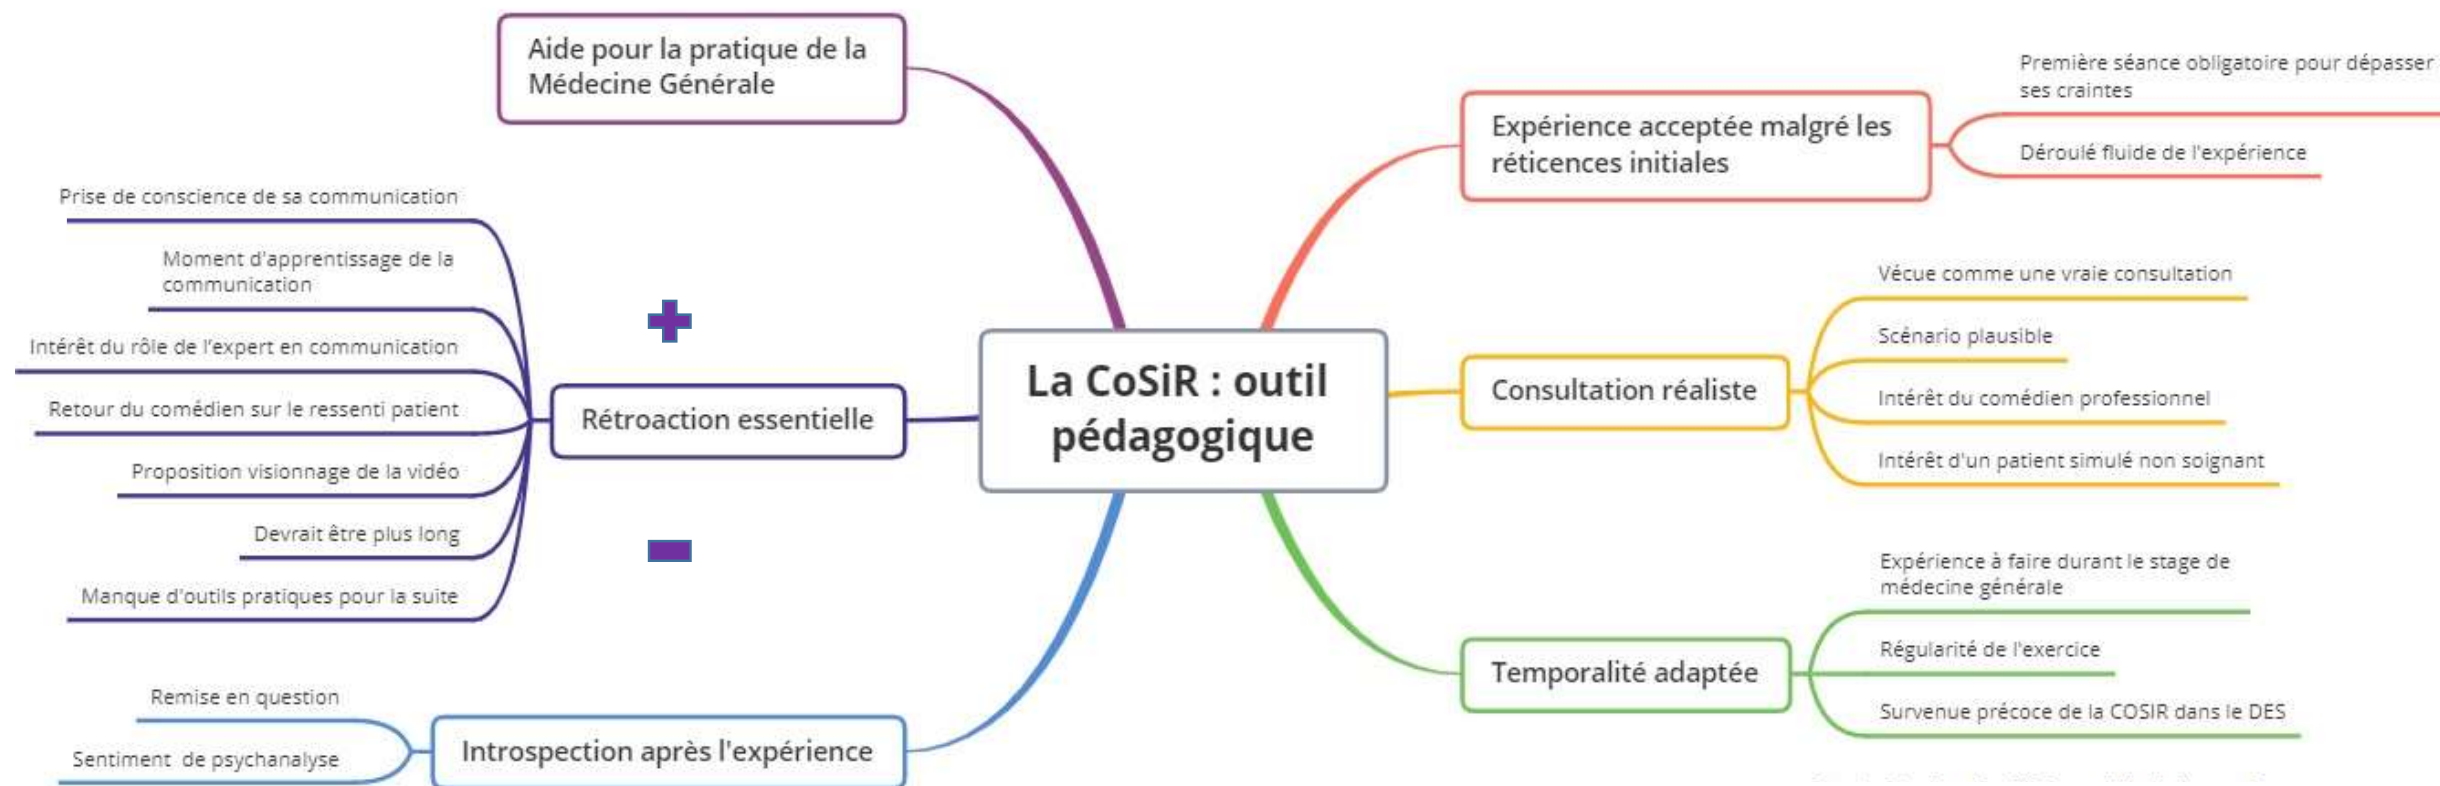 Aide pour la pratique de la
Médecine Générale
Prise de conscience de sa communication
Moment d'apprentissage de la
communication
Intérêt du rôle de l'expert en communication
Retour du comédien sur le ressenti patient
Proposition visionnage de la vidéo
Devrait être plus long
Manque d'outils pratiques pour la suite
Rétroaction essentielle
Remise en question
Sentiment de psychanalyse
Introspection après l'expérience
La CoSiR : outil
pédagogique
Expérience acceptée malgré les
réticences initiales
Première séance obligatoire pour dépasser
ses craintes
Déroulé fluide de l'expérience
Consultation réaliste
Vécue comme une vraie consultation
Scénario plausible
Intérêt du comédien professionnel
Intérêt d'un patient simulé non soignant
Temporalité adaptée
Expérience à faire durant le stage de
médecine générale
Régularité de l'exercice
Survenue précoce de la COSIR dans le DES